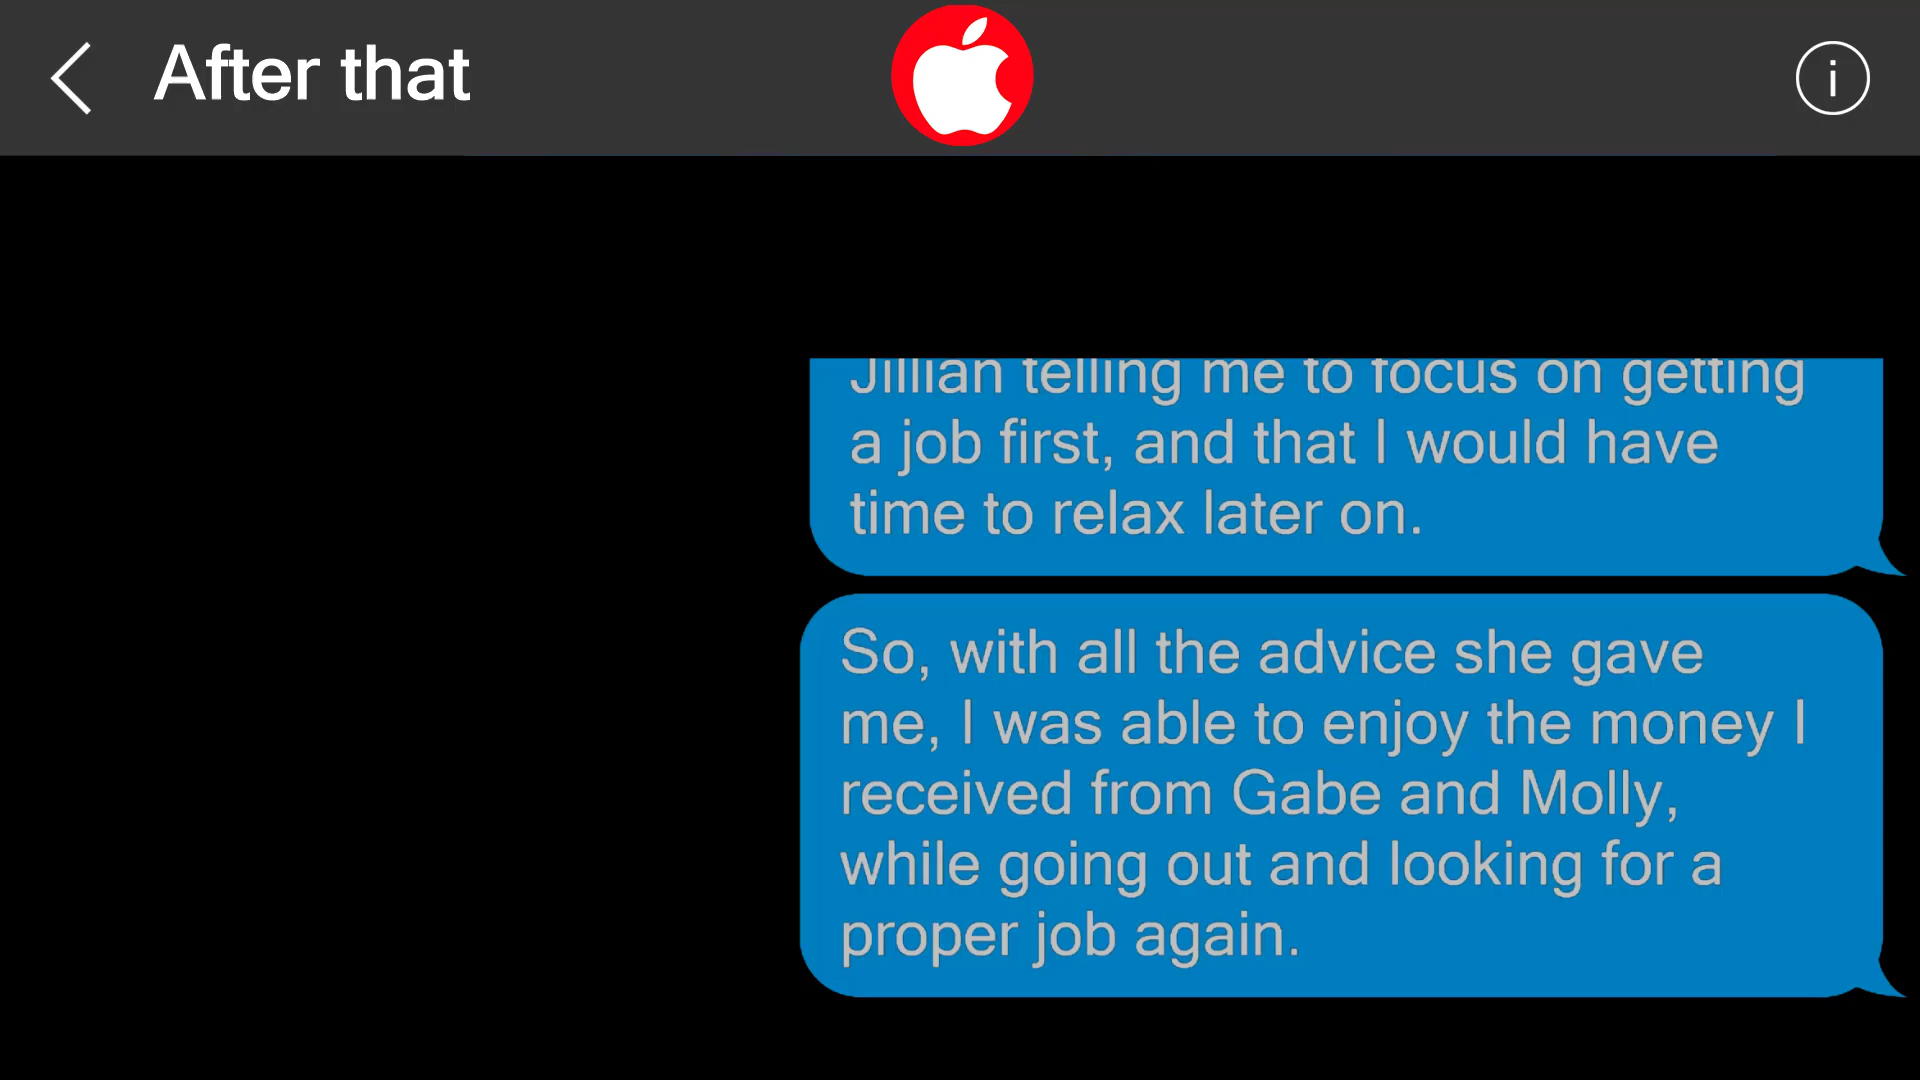 After that
i
Jillian telling me to focus on getting
a job first, and that I would have
time to relax later on.
So, with all the advice she gave
me, I was able to enjoy the money I
received from Gabe and Molly,
while going out and looking for a
proper job again.